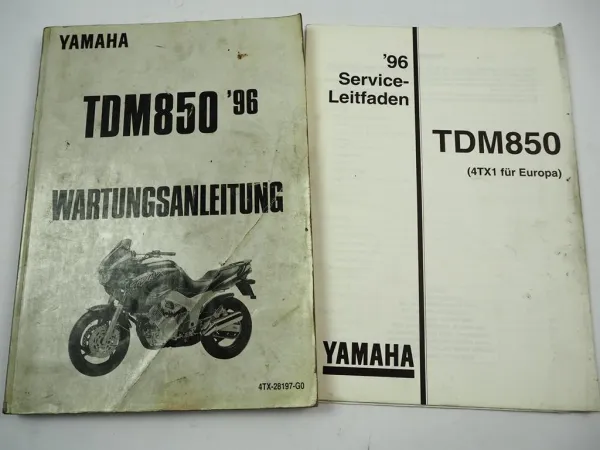 YAMAHA
TDM850 '96
WARTUNGSANLEITUNG
4TX-28197-G0
'96
Service-
Leitfaden
TDM850
(4TX1 für Europa)
YAMAHA